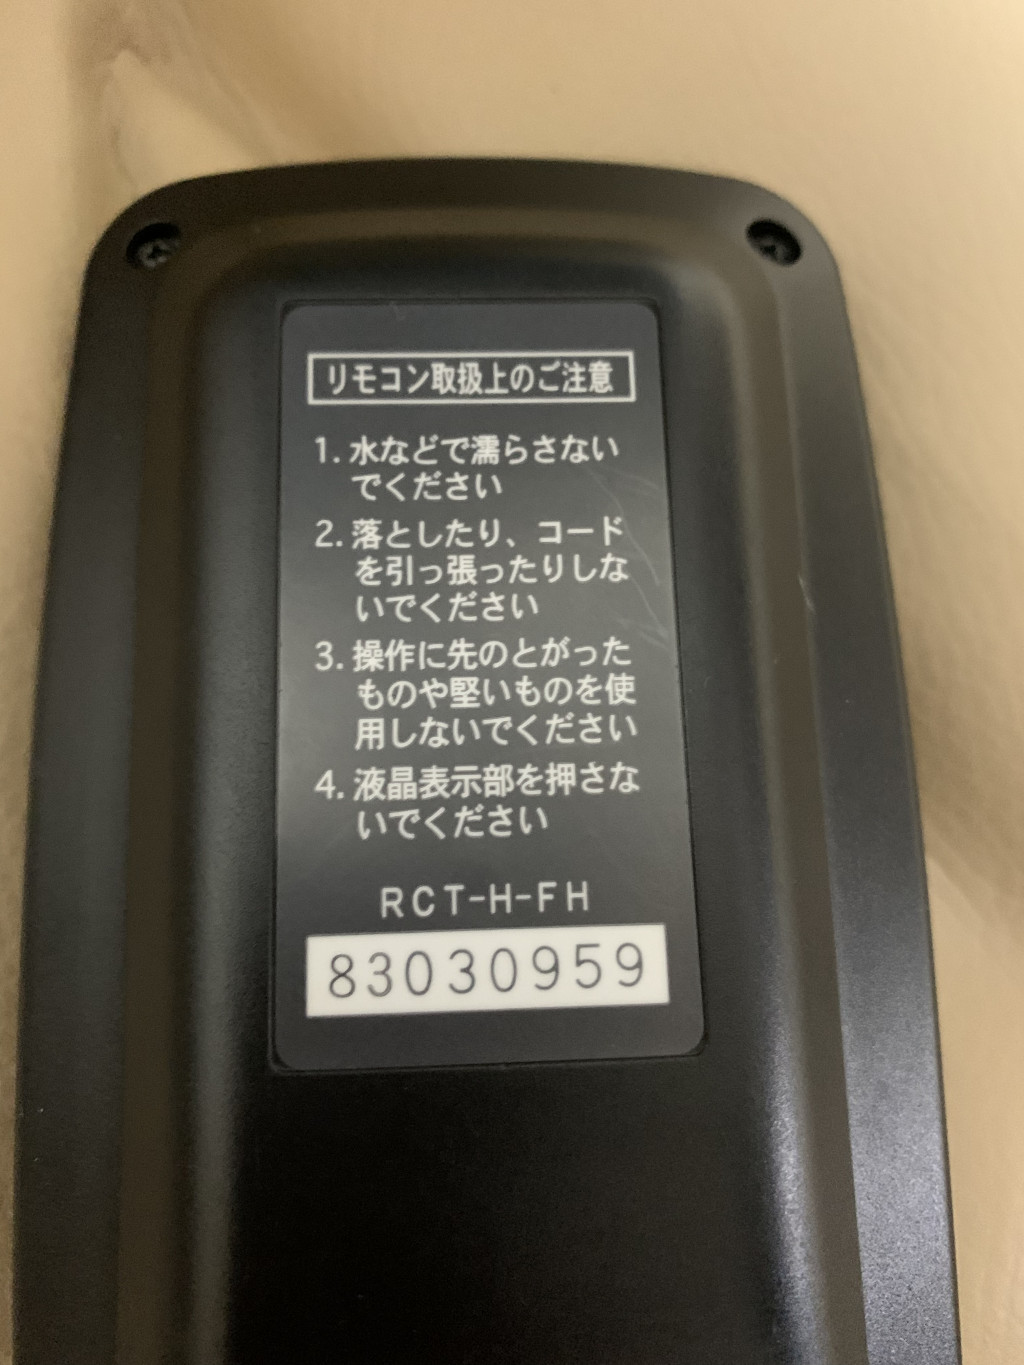 リモコン取扱上のご注意
1. 水などで濡らさない
でください
2. 落としたり、コード
を引っ張ったりしな
いでください
3. 操作に先のとがった
ものや堅いものを使
用しないでください
4. 液晶表示部を押さな
いでください
RCT-H-FH
83030959